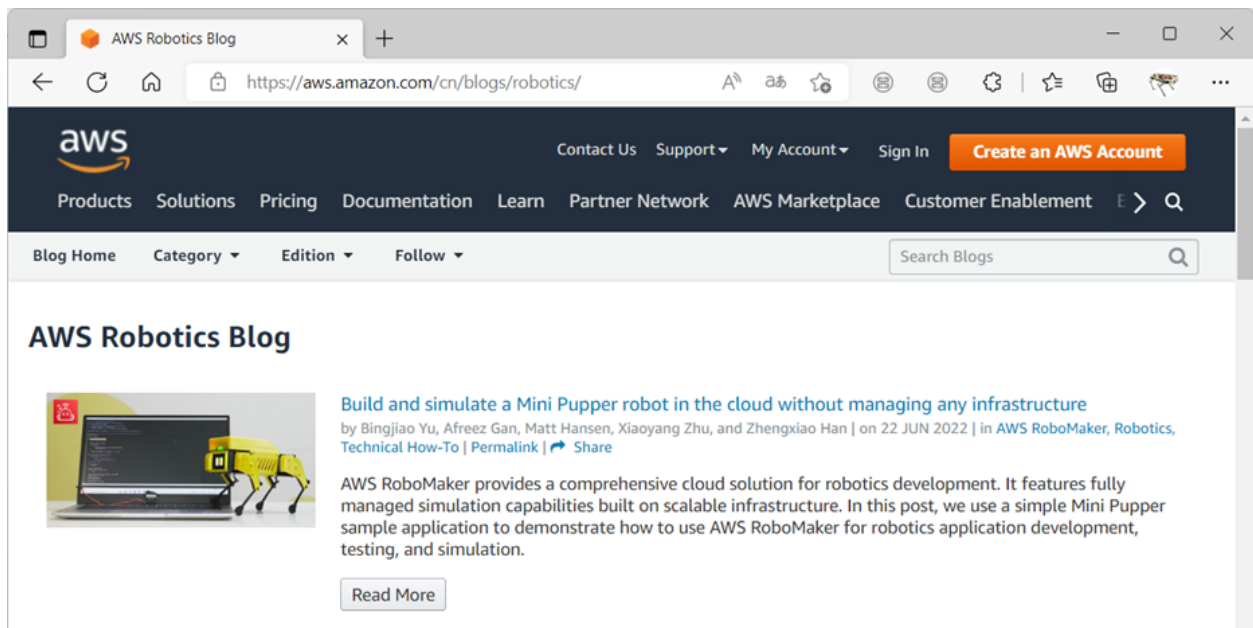 AWS Robotics Blog
https://aws.amazon.com/cn/blogs/robotics/
aws
Contact Us Support My Account Sign In Create an AWS Account
Products Solutions Pricing Documentation Learn Partner Network AWS Marketplace Customer Enablement E
Blog Home Category Edition Follow Search Blogs
AWS Robotics Blog
Build and simulate a Mini Pupper robot in the cloud without managing any infrastructure
by Bingjiao Yu, Afreez Gan, Matt Hansen, Xiaoyang Zhu, and Zhengxiao Han | on 22 JUN 2022 | in AWS RoboMaker, Robotics,
Technical How-To | Permalink | Share
AWS RoboMaker provides a comprehensive cloud solution for robotics development. It features fully
managed simulation capabilities built on scalable infrastructure. In this post, we use a simple Mini Pupper
sample application to demonstrate how to use AWS RoboMaker for robotics application development,
testing, and simulation.
Read More